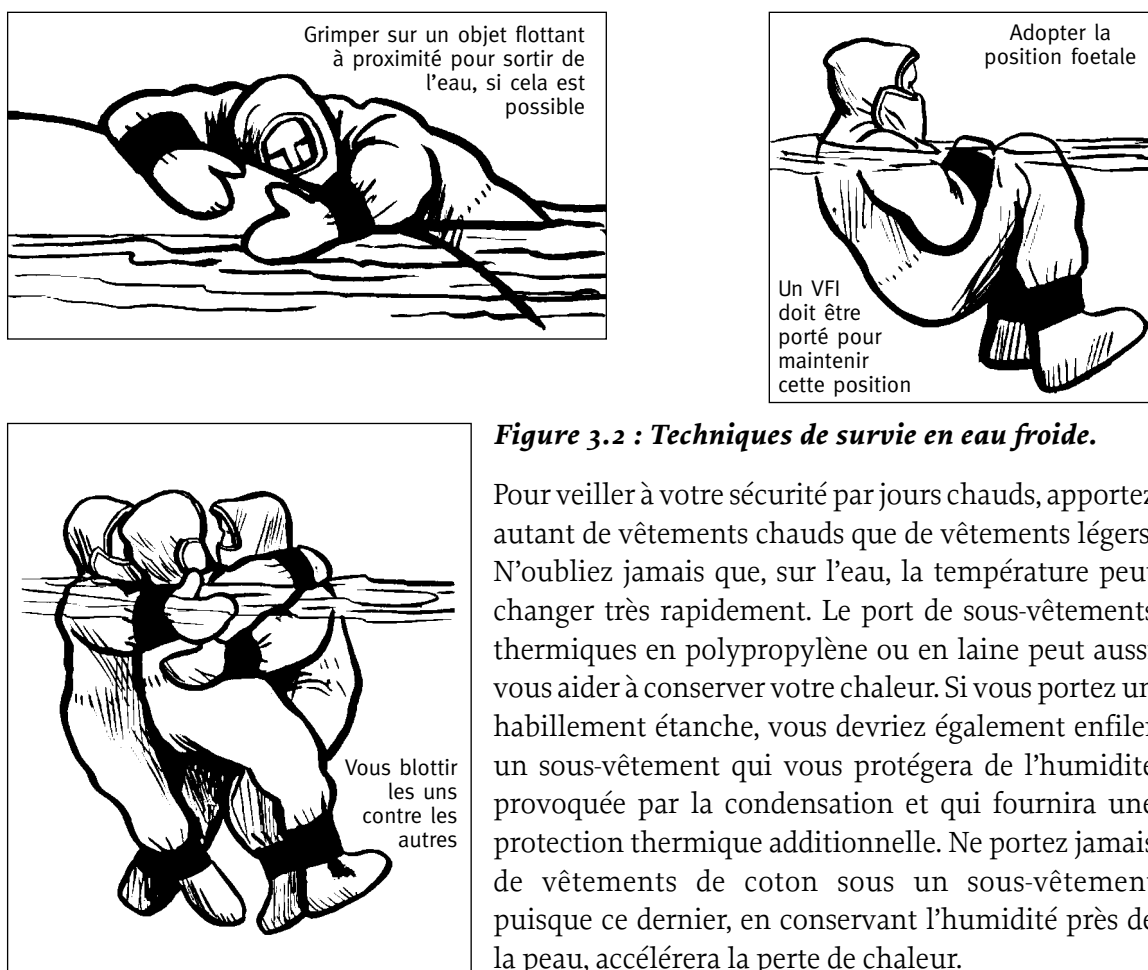 Grimper sur un objet flottant
à proximité pour sortir de
l'eau, si cela est
possible
Adopter la
position foetale
Un VFI
doit être
porté pour
maintenir
cette position
Figure 3.2 : Techniques de survie en eau froide.
Vous blottir
les uns
contre les
autres
Pour veiller à votre sécurité par jours chauds, apportez
autant de vêtements chauds que de vêtements légers
N'oubliez jamais que, sur l'eau, la température peut
changer très rapidement. Le port de sous-vêtements
thermiques en polypropylène ou en laine peut auss
vous aider à conserver votre chaleur. Si vous portez un
habillement étanche, vous devriez également enfiler
un sous-vêtement qui vous protégera de l'humidité
provoquée par la condensation et qui fournira une
protection thermique additionnelle. Ne portez jamais
de vêtements de coton sous un sous-vêtement
puisque ce dernier, en conservant l'humidité près de
la peau, accélérera la perte de chaleur.